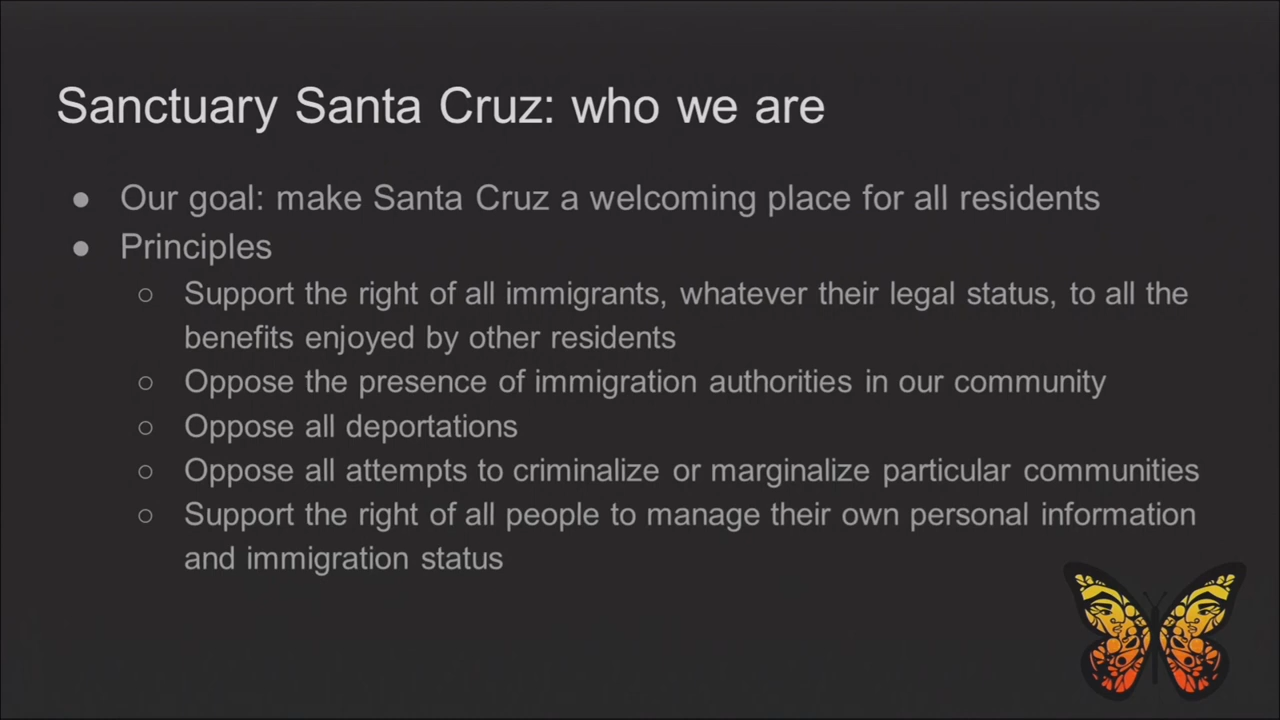 Sanctuary Santa Cruz: who we are
● Our goal: make Santa Cruz a welcoming place for all residents
● Principles
○ Support the right of all immigrants, whatever their legal status, to all the
benefits enjoyed by other residents
○ Oppose the presence of immigration authorities in our community
○ Oppose all deportations
○ Oppose all attempts to criminalize or marginalize particular communities
○ Support the right of all people to manage their own personal information
and immigration status